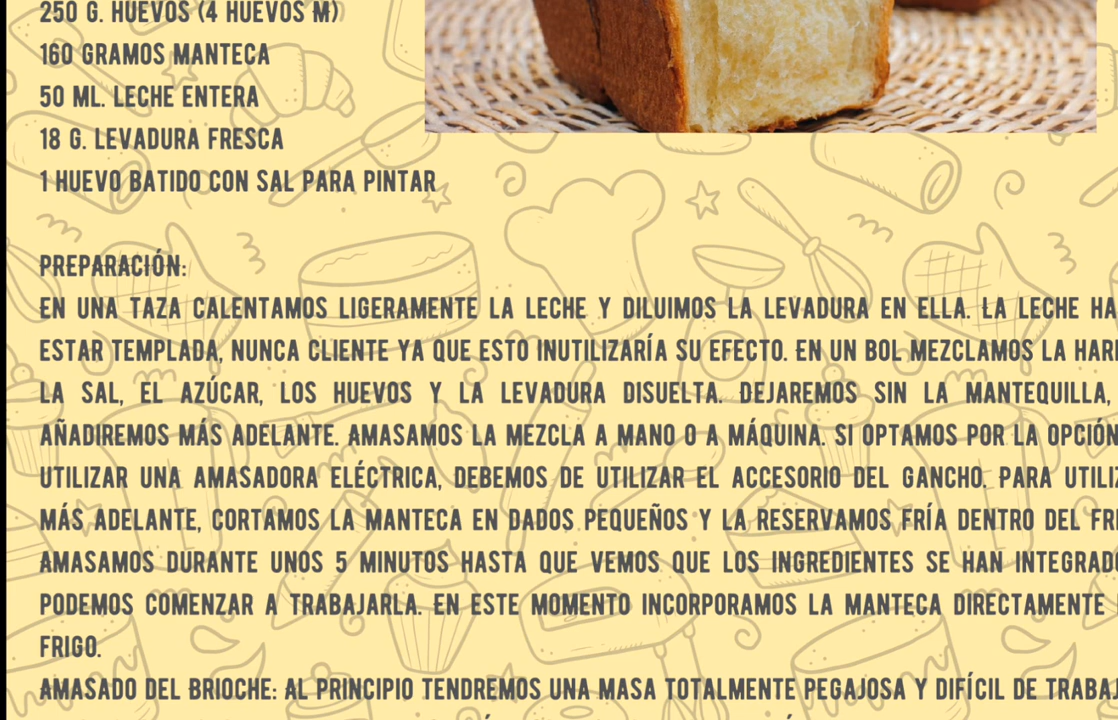 250 G. HUEVOS (4 HUEVOS M)
160 GRAMOS MANTECA
50 ML. LECHE ENTERA
18 G. LEVADURA FRESCA
1 HUEVO BATIDO CON SAL PARA PINTAR
PREPARACIÓN:
EN UNA TAZA CALENTAMOS LIGERAMENTE LA LECHE Y DILUIMOS LA LEVADURA EN ELLA. LA LECHE HA
ESTAR TEMPLADA, NUNCA CLIENTE YA QUE ESTO INUTILIZARÍA SU EFECTO. EN UN BOL MEZCLAMOS LA HARI
LA SAL, EL AZÚCAR, LOS HUEVOS Y LA LEVADURA DISUELTA. DEJAREMOS SIN LA MANTEQUILLA,
AÑADIREMOS MÁS ADELANTE. AMASAMOS LA MEZCLA A MANO O A MÁQUINA. SI OPTAMOS POR LA OPCIÓN
UTILIZAR UNA AMASADORA ELÉCTRICA, DEBEMOS DE UTILIZAR EL ACCESORIO DEL GANCHO. PARA UTILIZ
MÁS ADELANTE, CORTAMOS LA MANTECA EN DADOS PEQUEÑOS Y LA RESERVAMOS FRÍA DENTRO DEL FRI
AMASAMOS DURANTE UNOS 5 MINUTOS HASTA QUE VEMOS QUE LOS INGREDIENTES SE HAN INTEGRADO
PODEMOS COMENZAR A TRABAJARLA. EN ESTE MOMENTO INCORPORAMOS LA MANTECA DIRECTAMENTE
FRIGO.
AMASADO DEL BRIOCHE: AL PRINCIPIO TENDREMOS UNA MASA TOTALMENTE PEGAJOSA Y DIFÍCIL DE TRABAJ